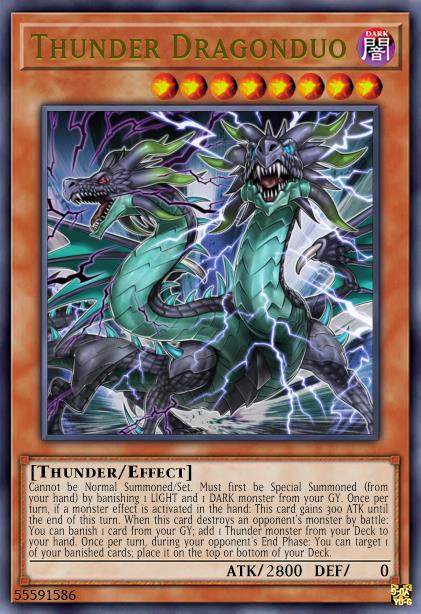 THUNDER DRAGONDUO
DARK
闇
[THUNDER/EFFECT]
Cannot be Normal Summoned/Set. Must first be Special Summoned (from
your hand) by banishing 1 LIGHT and 1 DARK monster from your GY. Once per
turn, if a monster effect is activated in the hand: This card gains 300 ATK until
the end of this turn. When this card destroys an opponent's monster by battle:
You can banish 1 card from your GY; add 1 Thunder monster from your Deck to
your hand. Once per turn, during your opponent's End Phase: You can target 1
of your banished cards; place it on the top or bottom of your Deck.
ATK/2800 DEF/ 0
55591586